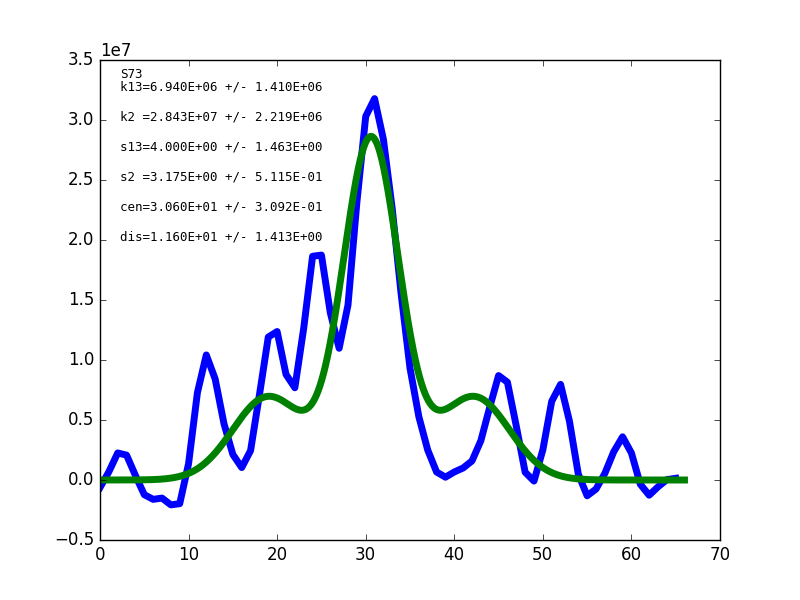 1e7
3.5
3.0
2.5
2.0
1.5
1.0
0.5
0.0
−0.5
S73
k13=6.940E+06 +/- 1.410E+06
k2 =2.843E+07 +/- 2.219E+06
s13=4.000E+00 +/- 1.463E+00
s2 =3.175E+00 +/- 5.115E-01
cen=3.060E+01 +/- 3.092E-01
dis=1.160E+01 +/- 1.413E+00
0 10 20 30 40 50 60 70